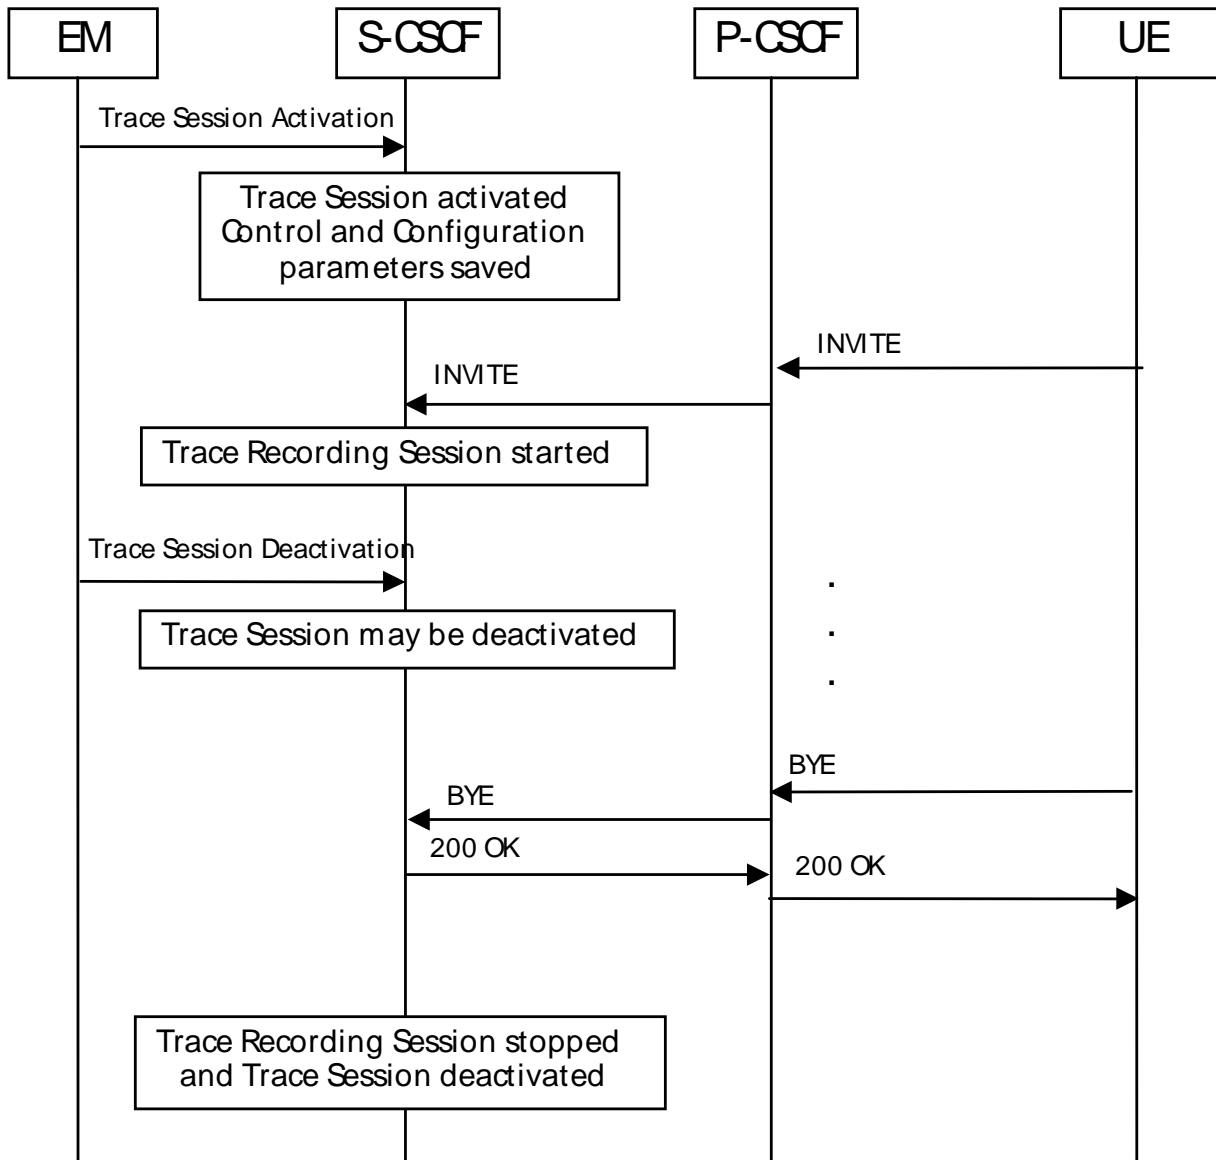 EM
S-CSCF
P-CSCF
UE
Trace Session Activation
Trace Session activated
Control and Configuration
parameters saved
INVITE
INVITE
Trace Recording Session started
Trace Session Deactivation
.
Trace Session may be deactivated
.
.
BYE
BYE
200 OK
200 OK
Trace Recording Session stopped
and Trace Session deactivated